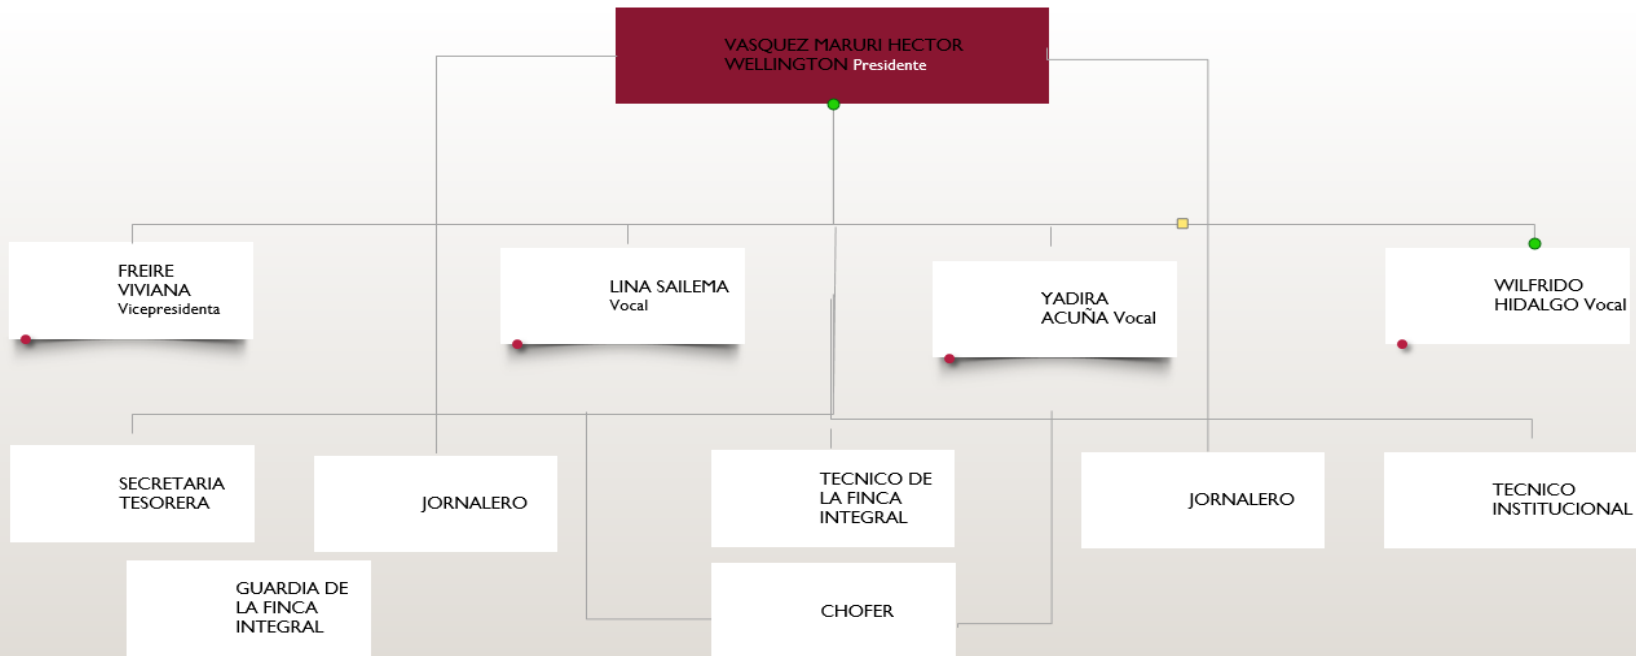 VASQUEZ MARURI HECTOR
WELLINGTON Presidente
FREIRE
VIVIANA
Vicepresidenta
LINA SAILEMA
Vocal
YADIRA
ACUÑA Vocal
WILFRIDO
HIDALGO Vocal
SECRETARIA
TESORERA
JORNALERO
TECNICO DE
LA FINCA
INTEGRAL
JORNALERO
TECNICO
INSTITUCIONAL
GUARDIA DE
LA FINCA
INTEGRAL
CHOFER